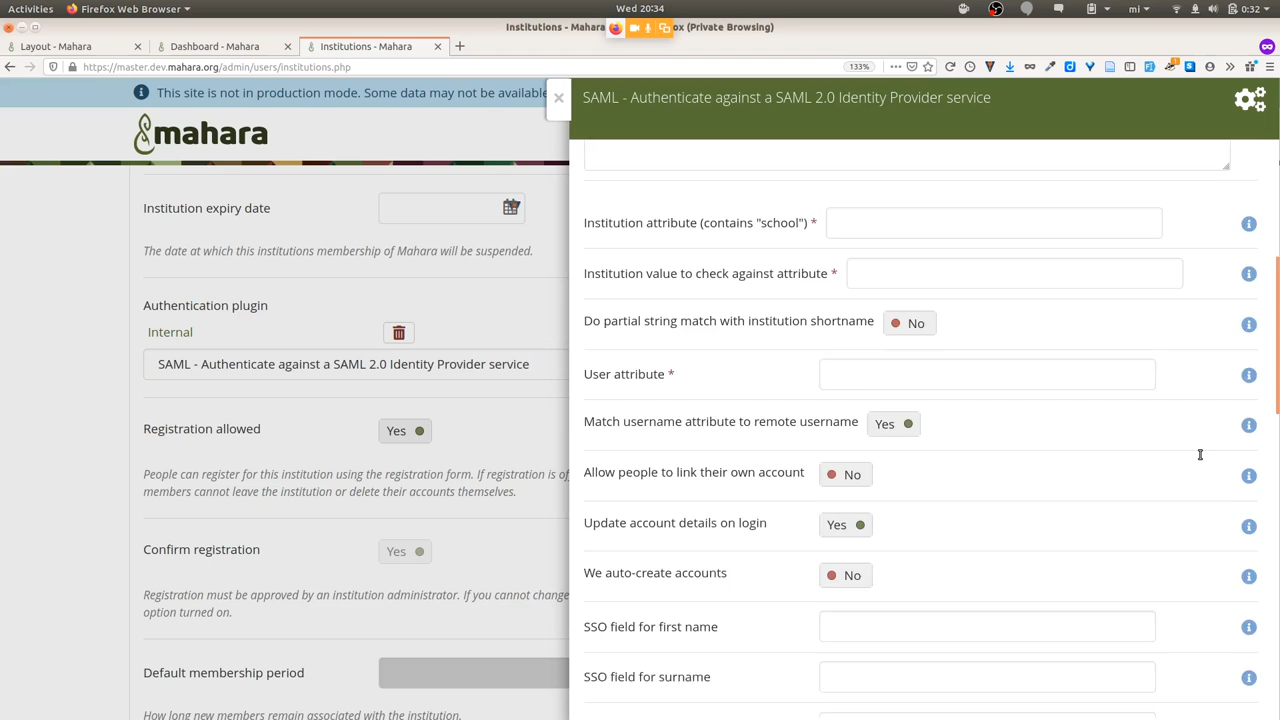 Activities
Firefox Web Browser
Wed 20:34
mi
0:32
Institutions - Mahara
ox (Private Browsing)
Layout - Mahara
Dashboard - Mahara
Institutions - Mahara
https://master.dev.mahara.org/admin/users/institutions.php
133%
This site is not in production mode. Some data may not be available
mahara
Institution expiry date
The date at which this institutions membership of Mahara will be suspended.
Authentication plugin
Internal
SAML - Authenticate against a SAML 2.0 Identity Provider service
Registration allowed
Yes
People can register for this institution using the registration form. If registration is of
members cannot leave the institution or delete their accounts themselves.
Confirm registration
Yes
Registration must be approved by an institution administrator. If you cannot change
option turned on.
Default membership period
How long new members remain associated with the institution.
SAML - Authenticate against a SAML 2.0 Identity Provider service
Institution attribute (contains "school") *
Institution value to check against attribute *
Do partial string match with institution shortname
No
User attribute *
Match username attribute to remote username
Yes
Allow people to link their own account
No
Update account details on login
Yes
We auto-create accounts
No
SSO field for first name
SSO field for surname